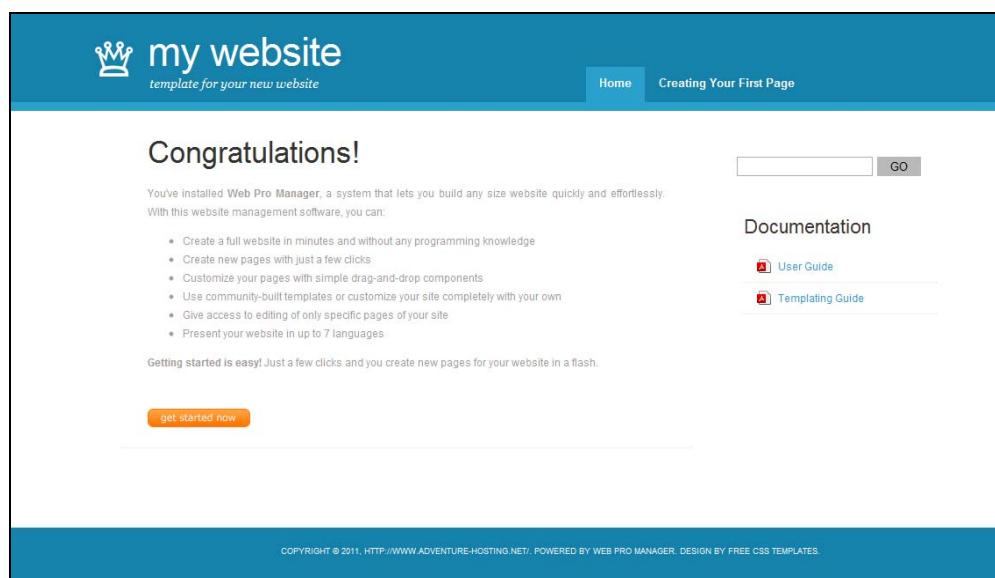 my website
template for your new website
Home
Creating Your First Page
Congratulations!
You've installed Web Pro Manager, a system that lets you build any size website quickly and effortlessly.
With this website management software, you can:
Create a full website in minutes and without any programming knowledge
Create new pages with just a few clicks
Customize your pages with simple drag-and-drop components
Use community-built templates or customize your site completely with your own
Give access to editing of only specific pages of your site
Present your website in up to 7 languages
Getting started is easy! Just a few clicks and you create new pages for your website in a flash.
get started now
GO
Documentation
User Guide
Templating Guide
COPYRIGHT © 2011, HTTP://WWW.ADVENTURE-HOSTING.NET/. POWERED BY WEB PRO MANAGER. DESIGN BY FREE CSS TEMPLATES.